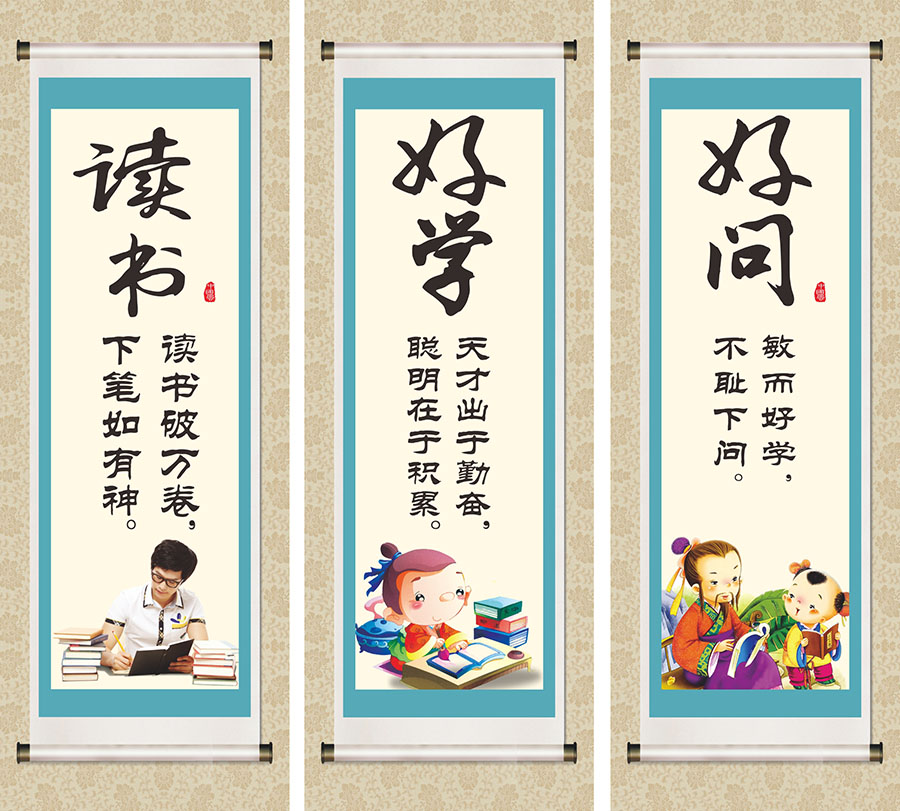 读书
读书破万卷，
下笔如有神。
好学
天才出于勤奋，
聪明在于积累。
好问
敏而好学，
不耻下问。